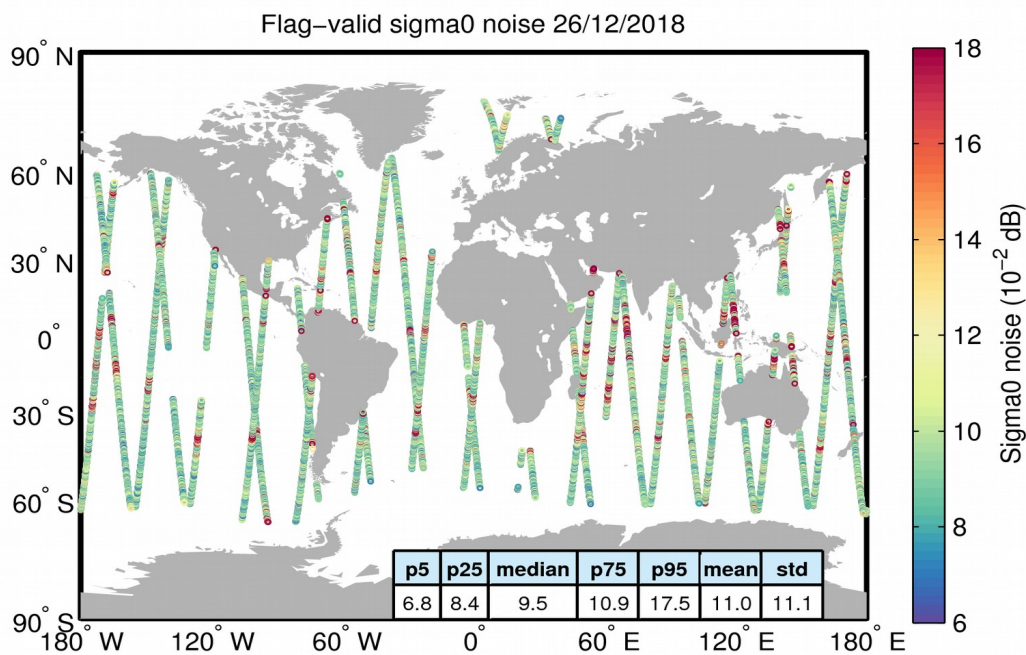 Flag−valid sigma0 noise 26/12/2018
90° N
60° N
30° N
0°
30° S
60° S
90° S
180° W
120° W
60° W
0°
60° E
120° E
180° E
p5 p25 median p75 p95 mean std
6.8 8.4 9.5 10.9 17.5 11.0 11.1
18
16
14
12
10
8
6
Sigma0 noise (10⁻² dB)